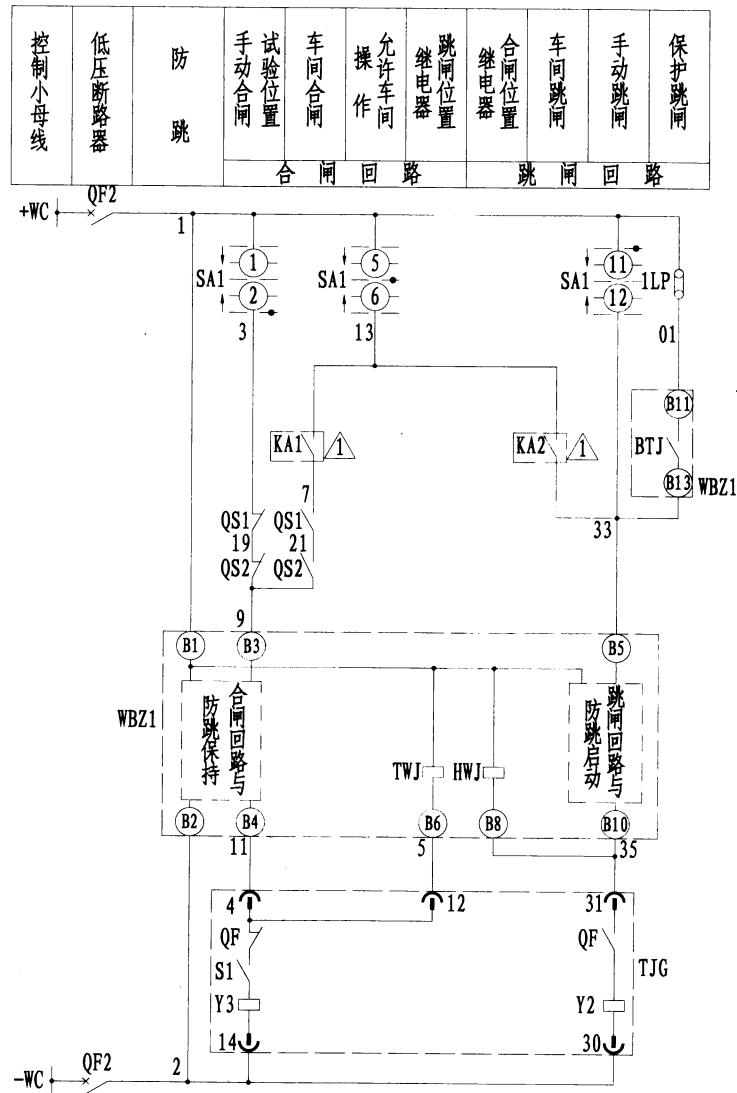 控制小母线
低压断路器
防跳
试验位置
手动合闸
车间合闸
允许车间
操作
跳闸位置
继电器
合闸位置
继电器
车间跳闸
手动跳闸
保护跳闸
合闸回路
跳闸回路
+WC
QF2
1
SA1
1
2
3
5
6
13
SA1
11
12
1LP
01
KA1
1
KA2
1
B11
BTJ
B13
WBZ1
7
QS1
QS1
19
21
QS2
QS2
33
9
B1
B3
B5
WBZ1
合闸回路与
防跳保持
TWJ
HWJ
跳闸回路与
防跳启动
B2
B4
B6
B8
B10
11
5
35
4
12
31
QF
QF
TJG
S1
Y3
Y2
14
30
-WC
QF2
2